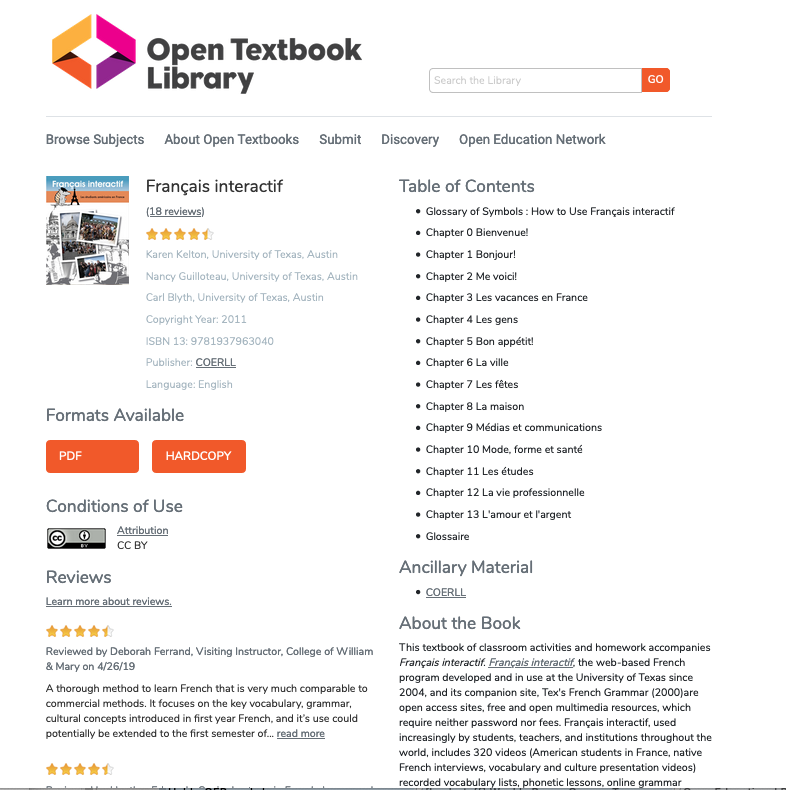 Open Textbook
Library
Search the Library
GO
Browse Subjects
About Open Textbooks
Submit
Discovery
Open Education Network
Français interactif
Français interactif
(18 reviews)
Karen Kelton, University of Texas, Austin
Nancy Guilloteau, University of Texas, Austin
Carl Blyth, University of Texas, Austin
Copyright Year: 2011
ISBN 13: 9781937963040
Publisher: COERLL
Language: English
Formats Available
PDF
HARDCOPY
Conditions of Use
CC
BY
Attribution
CC BY
Reviews
Learn more about reviews.
Reviewed by Deborah Ferrand, Visiting Instructor, College of William
& Mary on 4/26/19
A thorough method to learn French that is very much comparable to
commercial methods. It focuses on the key vocabulary, grammar,
cultural concepts introduced in first year French, and it's use could
potentially be extended to the first semester of... read more
Table of Contents
• Glossary of Symbols : How to Use Français interactif
• Chapter 0 Bienvenue!
• Chapter 1 Bonjour!
• Chapter 2 Me voici!
• Chapter 3 Les vacances en France
• Chapter 4 Les gens
• Chapter 5 Bon appétit!
• Chapter 6 La ville
• Chapter 7 Les fêtes
• Chapter 8 La maison
• Chapter 9 Médias et communications
• Chapter 10 Mode, forme et santé
• Chapter 11 Les études
• Chapter 12 La vie professionnelle
• Chapter 13 L'amour et l'argent
• Glossaire
Ancillary Material
• COERLL
About the Book
This textbook of classroom activities and homework accompanies
Français interactif. Français interactif, the web-based French
program developed and in use at the University of Texas since
2004, and its companion site, Tex's French Grammar (2000)are
open access sites, free and open multimedia resources, which
require neither password nor fees. Français interactif, used
increasingly by students, teachers, and institutions throughout the
world, includes 320 videos (American students in France, native
French interviews, vocabulary and culture presentation videos)
recorded vocabulary lists, phonetic lessons, online grammar